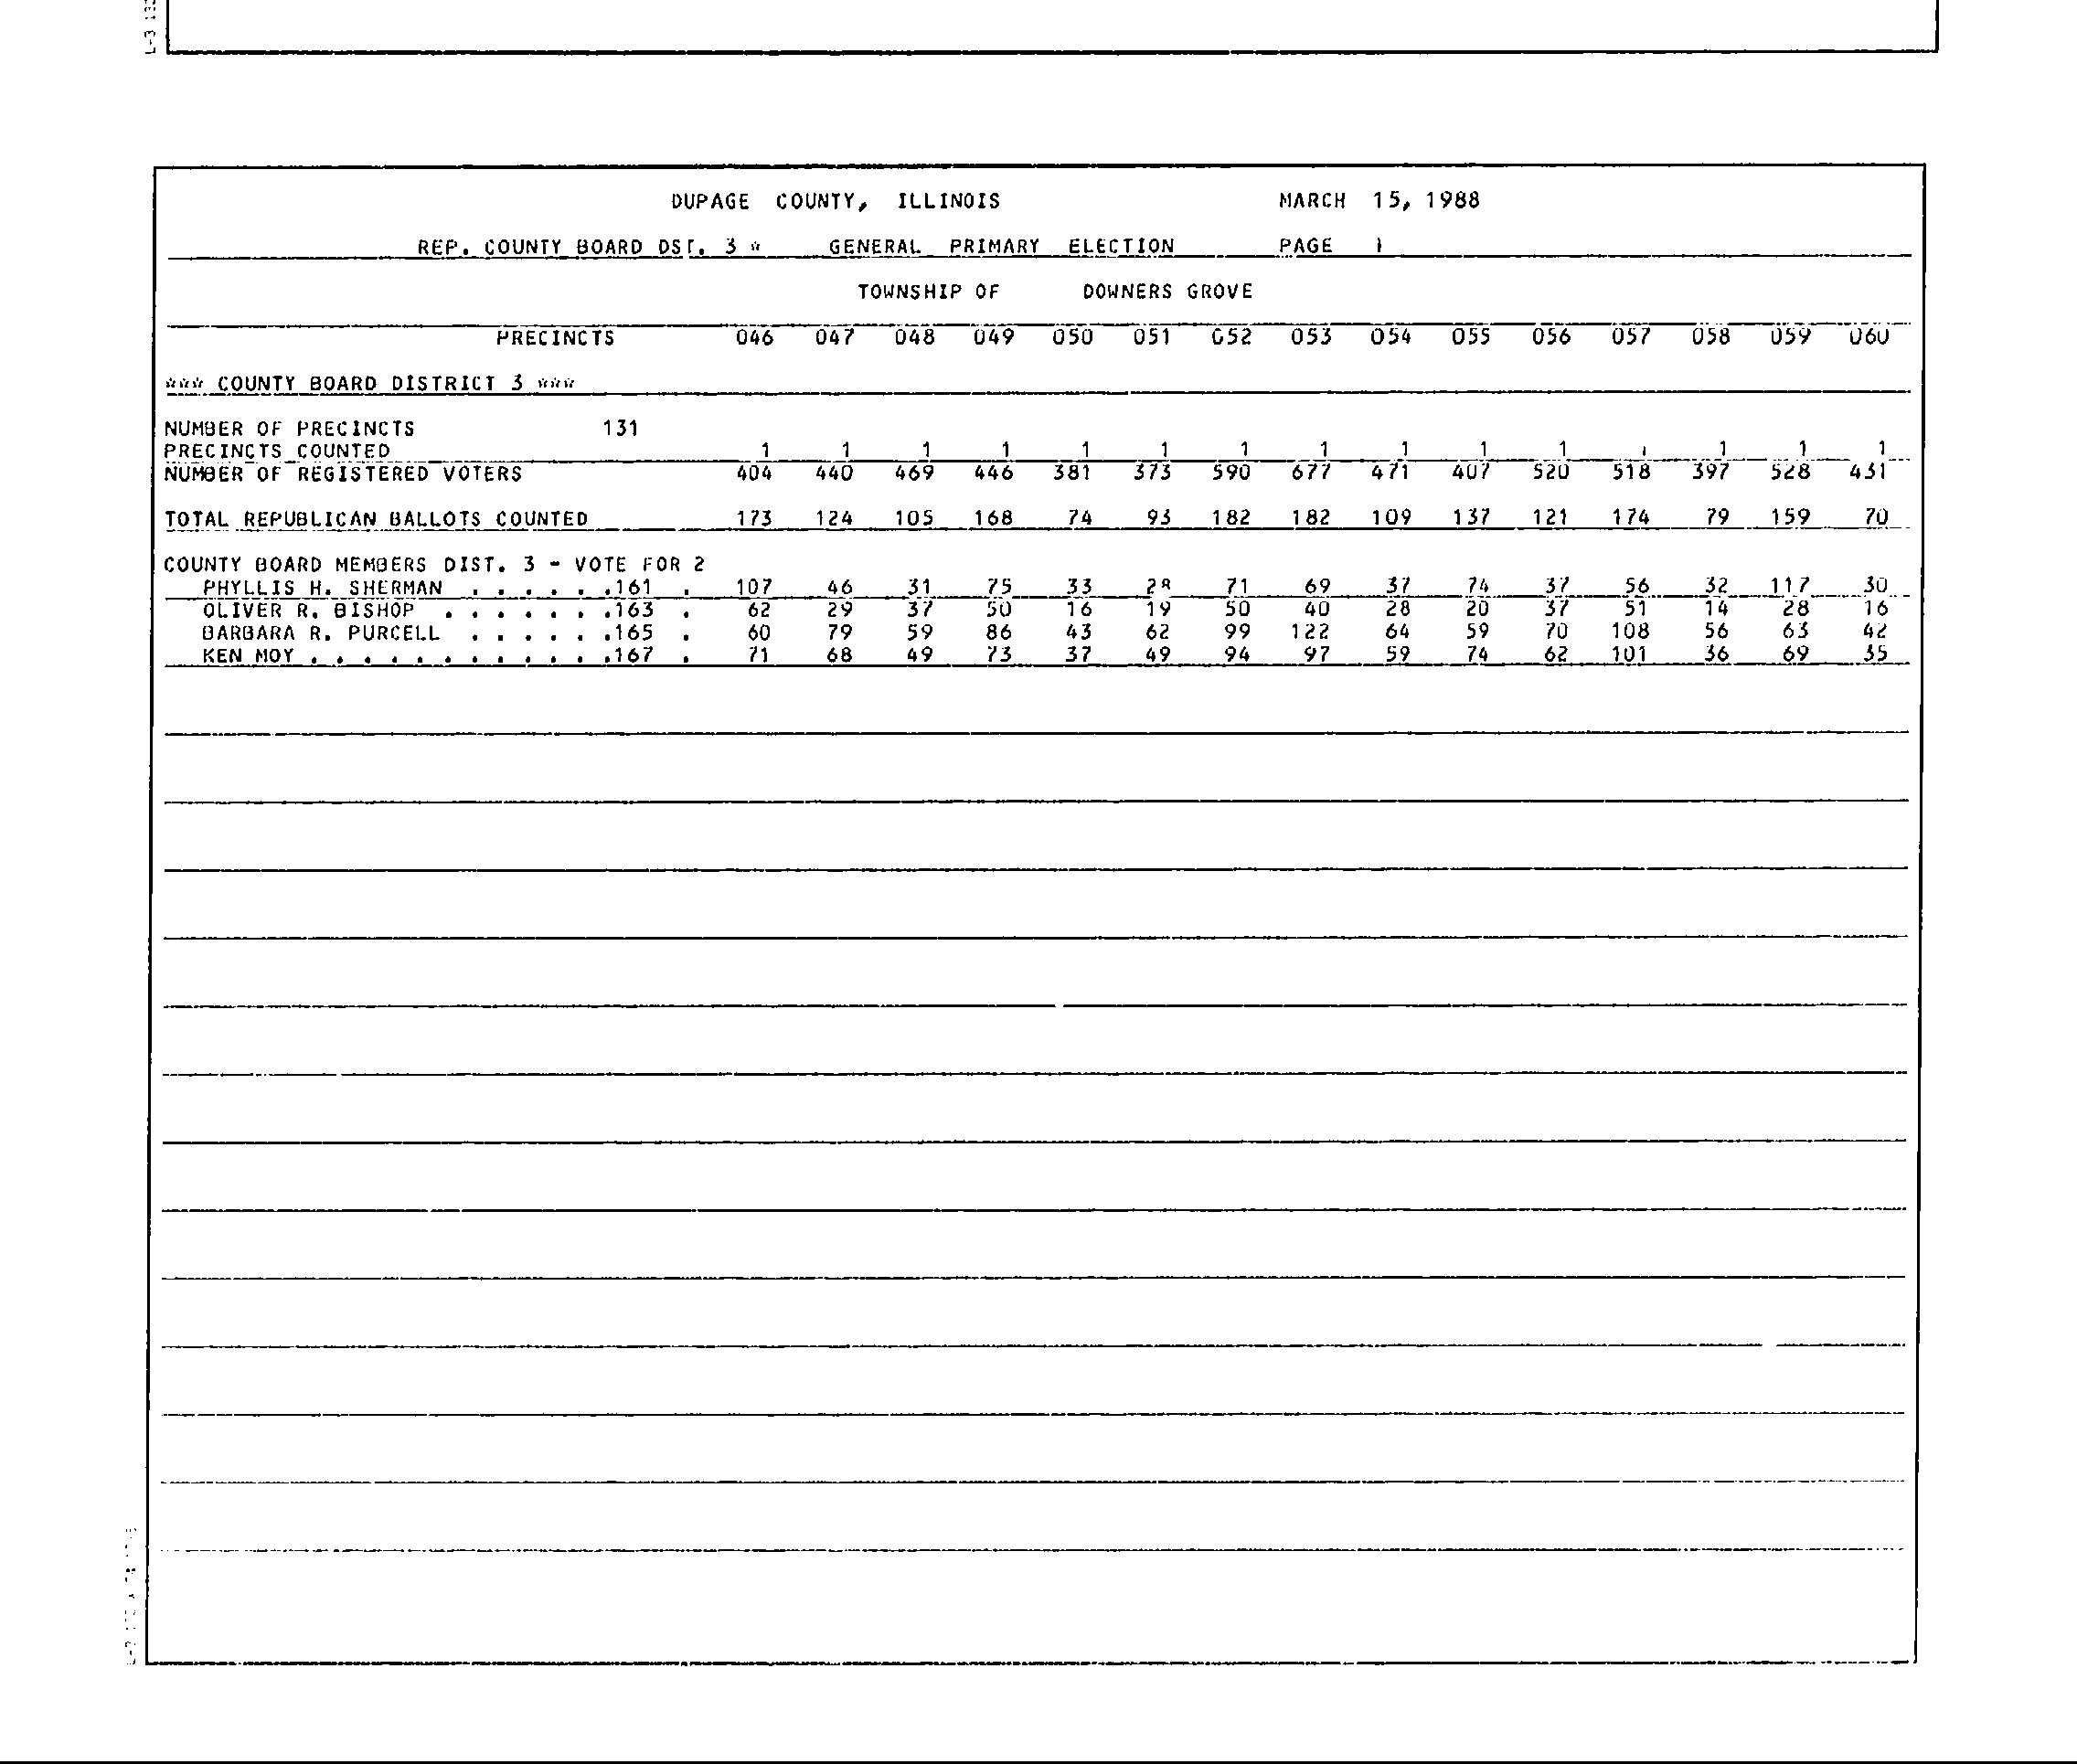 DUPAGE COUNTY, ILLINOIS MARCH 15, 1988
REP. COUNTY BOARD DST. 3 * GENERAL PRIMARY ELECTION PAGE 1
TOWNSHIP OF DOWNERS GROVE
PRECINCTS 046 047 048 049 050 051 052 053 054 055 056 057 058 059 060
*** COUNTY BOARD DISTRICT 3 ***
NUMBER OF PRECINCTS 131
PRECINCTS COUNTED 1 1 1 1 1 1 1 1 1 1 1 1 1 1
NUMBER OF REGISTERED VOTERS 404 440 469 446 381 373 590 677 471 407 520 518 397 528 431
TOTAL REPUBLICAN BALLOTS COUNTED 173 124 105 168 74 93 182 182 109 137 121 174 79 159 70
COUNTY BOARD MEMBERS DIST. 3 - VOTE FOR 2
PHYLLIS H. SHERMAN . . . . . .161 . 107 46 31 75 33 28 71 69 37 74 37 56 32 117 30
OLIVER R. BISHOP . . . . . . .163 . 62 29 37 50 16 19 50 40 28 20 37 51 14 28 16
BARBARA R. PURCELL . . . . . .165 . 60 79 59 86 43 62 99 122 64 59 70 108 56 63 42
KEN MOY . . . . . . . . . . . .167 . 71 68 49 73 37 49 94 97 59 74 62 101 36 69 35